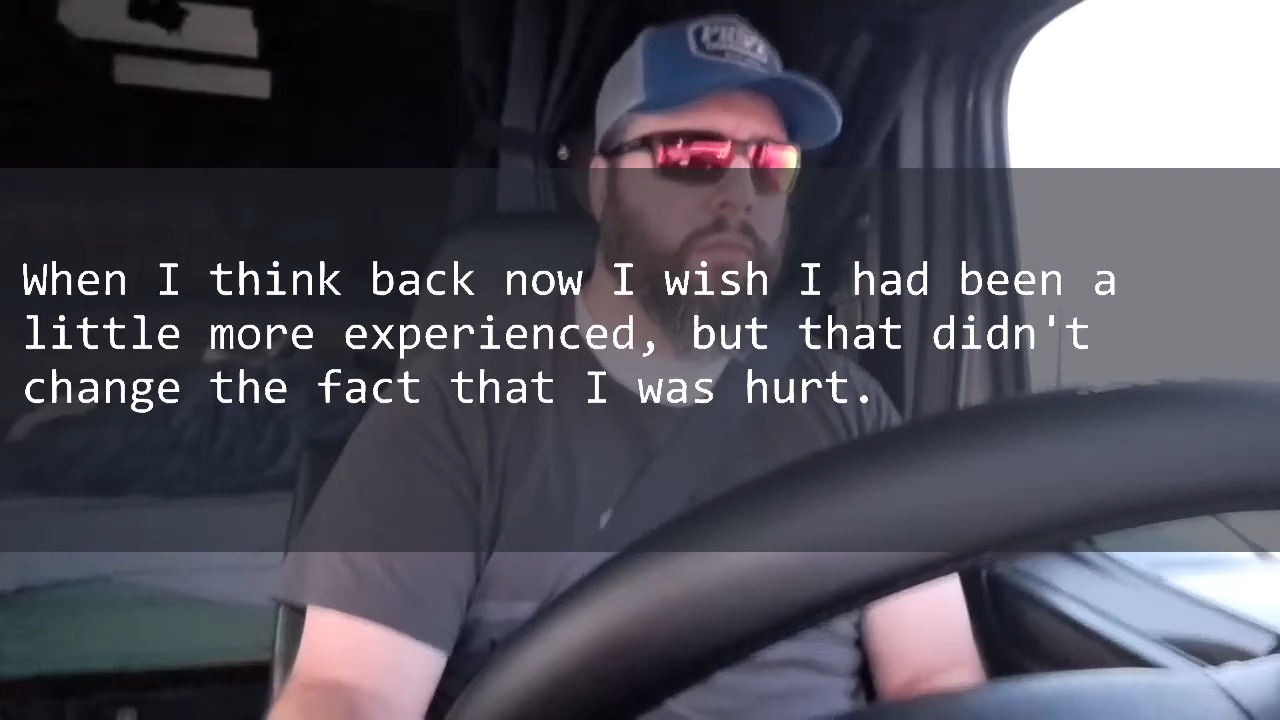 When I think back now I wish I had been a
little more experienced, but that didn't
change the fact that I was hurt.